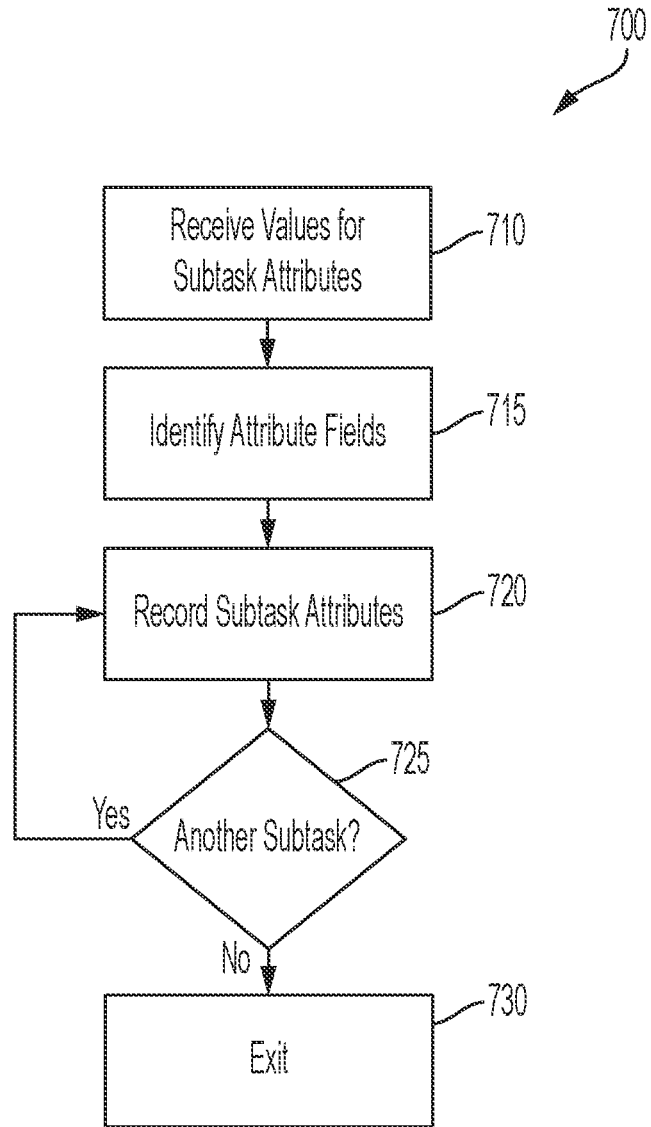 700
Receive Values for
Subtask Attributes
710
Identify Attribute Fields
715
Record Subtask Attributes
720
725
Another Subtask?
Yes
No
730
Exit